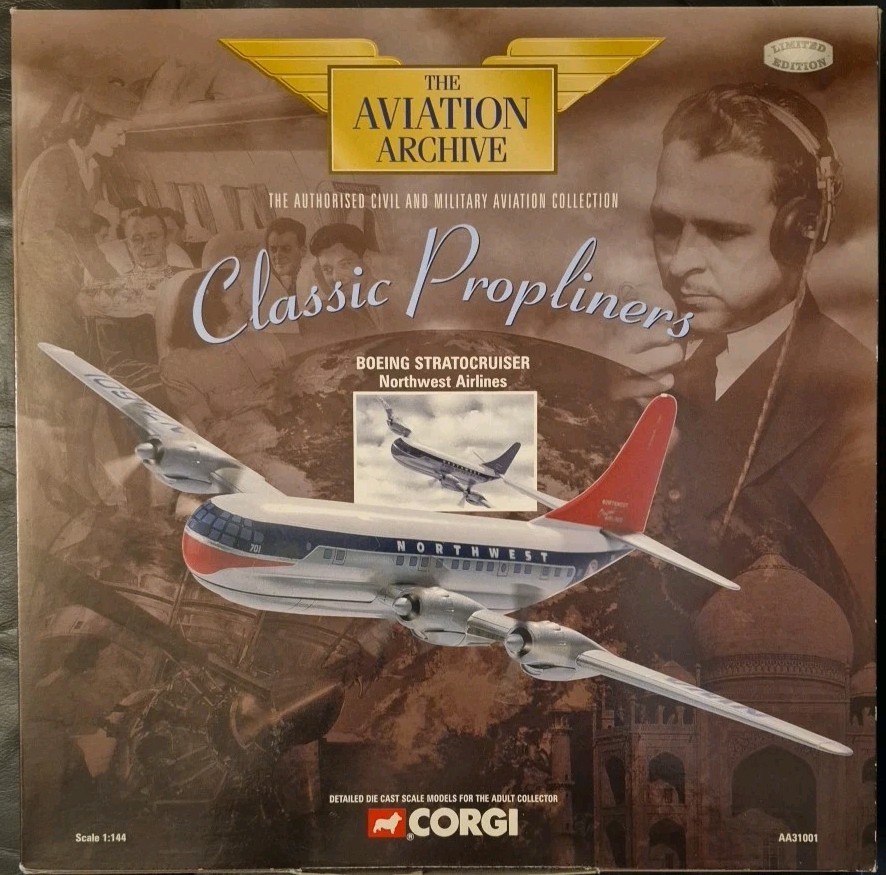 THE
AVIATION
ARCHIVE
LIMITED
EDITION
THE AUTHORISED CIVIL AND MILITARY AVIATION COLLECTION
Classic Propliners
BOEING STRATOCRUISER
Northwest Airlines
NORTHWEST
701
NORTHWEST
DETAILED DIE CAST SCALE MODELS FOR THE ADULT COLLECTOR
CORGI®
Scale 1:144
AA31001